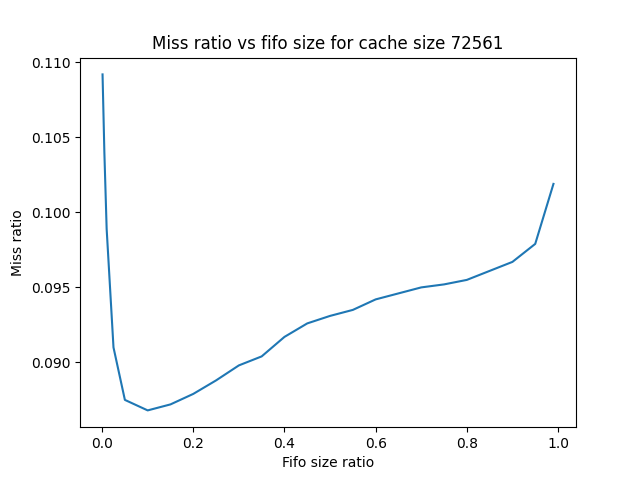 Miss ratio vs fifo size for cache size 72561
0.110
0.105
0.100
0.095
0.090
Miss ratio
0.0 0.2 0.4 0.6 0.8 1.0
Fifo size ratio